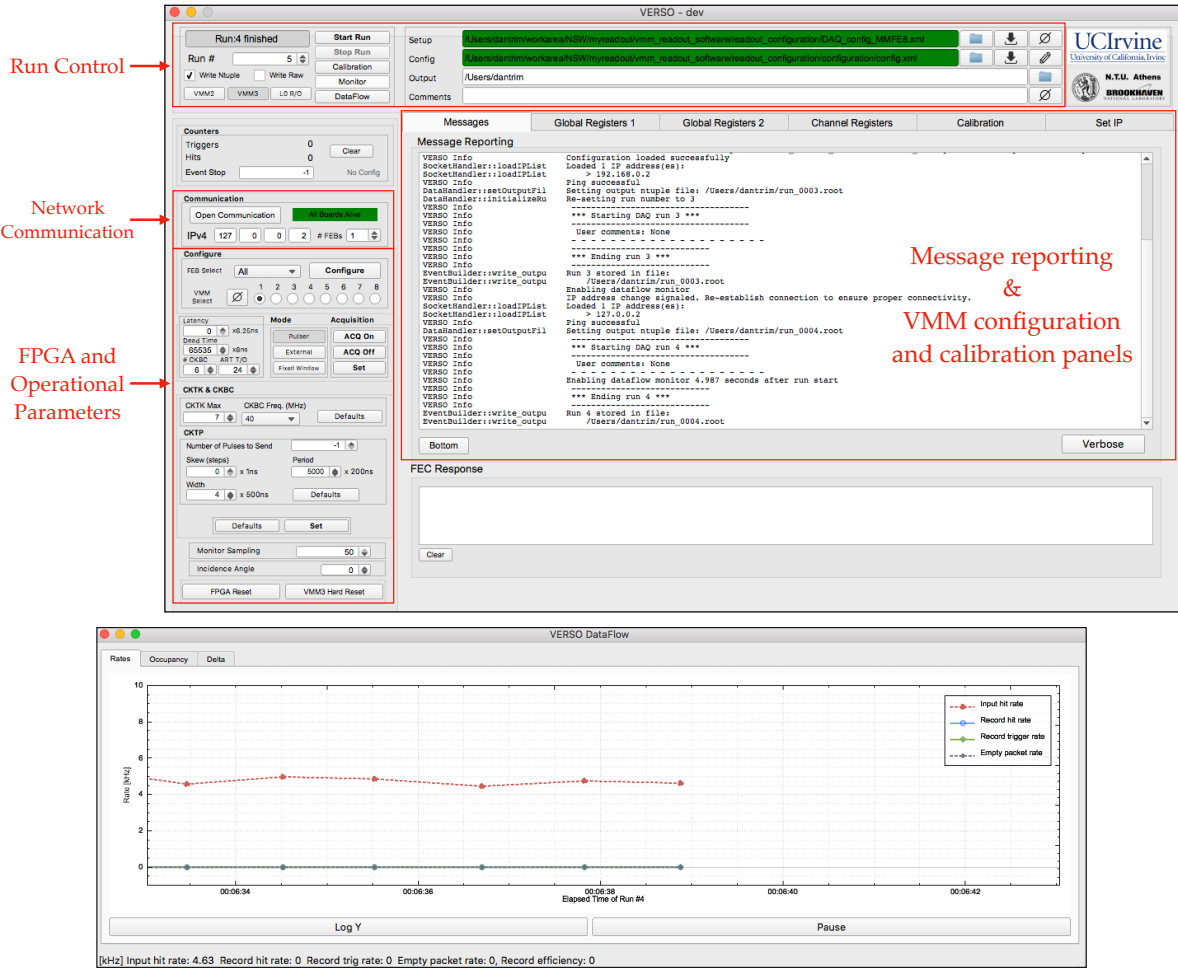 VERSO - dev
Run Control
Run:4 finished
Start Run
Stop Run
Run # 5
Calibration
Write Ntuple Write Raw
Monitor
VMM2 VMM3 L0 R/O
DataFlow
Setup /Users/dantrim/workarea/NSW/myreadout/vmm_readout_software/readout_configuration/DAQ_config_MMFE8.xml
Config /Users/dantrim/workarea/NSW/myreadout/vmm_readout_software/readout_configuration/configuration/config.xml
Output /Users/dantrim
Comments
UCIrvine
University of California, Irvine
N.T.U. Athens
BROOKHAVEN
NATIONAL LABORATORY
Counters
Triggers 0
Hits 0
Clear
Event Stop -1 No Config
Network
Communication
Communication
Open Communication All Boards Alive
IPv4 127 0 0 2 # FEBs 1
FPGA and
Operational
Parameters
Configure
FEB Select All Configure
1 2 3 4 5 6 7 8
VMM
Select
Latency
0 x6.25ns
Dead Time
65535 x8ns
# CKBC ART T/O
6 24
Mode
Pulser
External
Fixed Window
Acquisition
ACQ On
ACQ Off
Set
CKTK & CKBC
CKTK Max CKBC Freq. (MHz)
7 40 Defaults
CKTP
Number of Pulses to Send -1
Skew (steps) Period
0 x 1ns 5000 x 200ns
Width
4 x 500ns Defaults
Defaults Set
Monitor Sampling 50
Incidence Angle 0
FPGA Reset VMM3 Hard Reset
Messages Global Registers 1 Global Registers 2 Channel Registers Calibration Set IP
Message Reporting
VERSO Info Configuration loaded successfully
SocketHandler::loadIPList Loaded 1 IP address(es):
SocketHandler::loadIPList > 192.168.0.2
VERSO Info Ping successful
DataHandler::setOutputFil Setting output ntuple file: /Users/dantrim/run_0003.root
DataHandler::initializeRu Re-setting run number to 3
VERSO Info -----------------------------------
VERSO Info *** Starting DAQ run 3 ***
VERSO Info -----------------------------------
VERSO Info User comments: None
VERSO Info - - - - - - - - - - - - - - - - - - - -
VERSO Info ---------------------------------
VERSO Info *** Ending run 3 ***
VERSO Info ---------------------------------
EventBuilder::write_outpu Run 3 stored in file:
EventBuilder::write_outpu /Users/dantrim/run_0003.root
VERSO Info Enabling dataflow monitor
VERSO Info IP address change signaled. Re-establish connection to ensure proper connectivity.
SocketHandler::loadIPList Loaded 1 IP address(es):
SocketHandler::loadIPList > 127.0.0.2
VERSO Info Ping successful
DataHandler::setOutputFil Setting output ntuple file: /Users/dantrim/run_0004.root
VERSO Info -----------------------------------
VERSO Info *** Starting DAQ run 4 ***
VERSO Info -----------------------------------
VERSO Info User comments: None
VERSO Info - - - - - - - - - - - - - - - - - - - -
VERSO Info Enabling dataflow monitor 4.987 seconds after run start
VERSO Info ---------------------------------
VERSO Info *** Ending run 4 ***
VERSO Info ---------------------------------
EventBuilder::write_outpu Run 4 stored in file:
EventBuilder::write_outpu /Users/dantrim/run_0004.root
Message reporting
&
VMM configuration
and calibration panels
Bottom Verbose
FEC Response
Clear
VERSO DataFlow
Rates Occupancy Delta
10
8
6
4
2
0
Rate [kHz]
Input hit rate
Record hit rate
Record trigger rate
Empty packet rate
00:06:34 00:06:36 00:06:38 00:06:40 00:06:42
Elapsed Time of Run #4
Log Y Pause
[kHz] Input hit rate: 4.63 Record hit rate: 0 Record trig rate: 0 Empty packet rate: 0, Record efficiency: 0